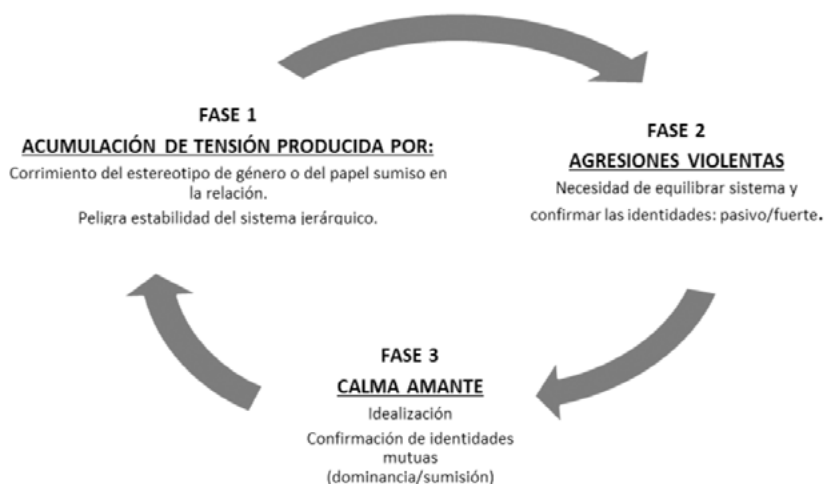 FASE 1
ACUMULACIÓN DE TENSIÓN PRODUCIDA POR:
Corrimiento del estereotipo de género o del papel sumiso en
la relación.
Peligra estabilidad del sistema jerárquico.
FASE 2
AGRESIONES VIOLENTAS
Necesidad de equilibrar sistema y
confirmar las identidades: pasivo/fuerte.
FASE 3
CALMA AMANTE
Idealización
Confirmación de identidades
mutuas
(dominancia/sumisión)